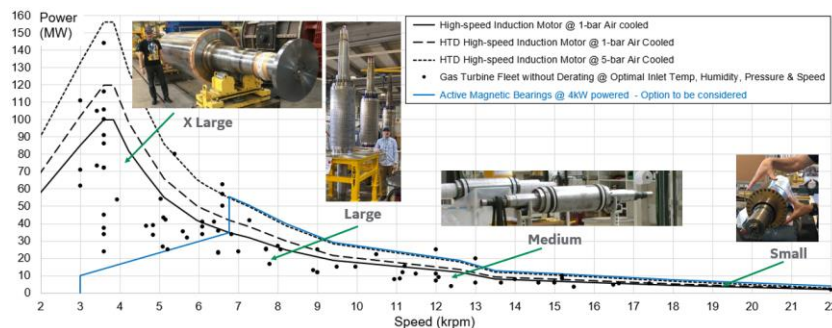 Power
(MW)
160
150
140
130
120
110
100
90
80
70
60
50
40
30
20
10
0
High-speed Induction Motor @ 1-bar Air cooled
HTD High-speed Induction Motor @ 1-bar Air Cooled
HTD High-speed Induction Motor @ 5-bar Air Cooled
Gas Turbine Fleet without Derating @ Optimal Inlet Temp, Humidity, Pressure & Speed
Active Magnetic Bearings @ 4kW powered - Option to be considered
X Large
Large
Medium
Small
2 3 4 5 6 7 8 9 10 11 12 13 14 15 16 17 18 19 20 21 22
Speed (krpm)